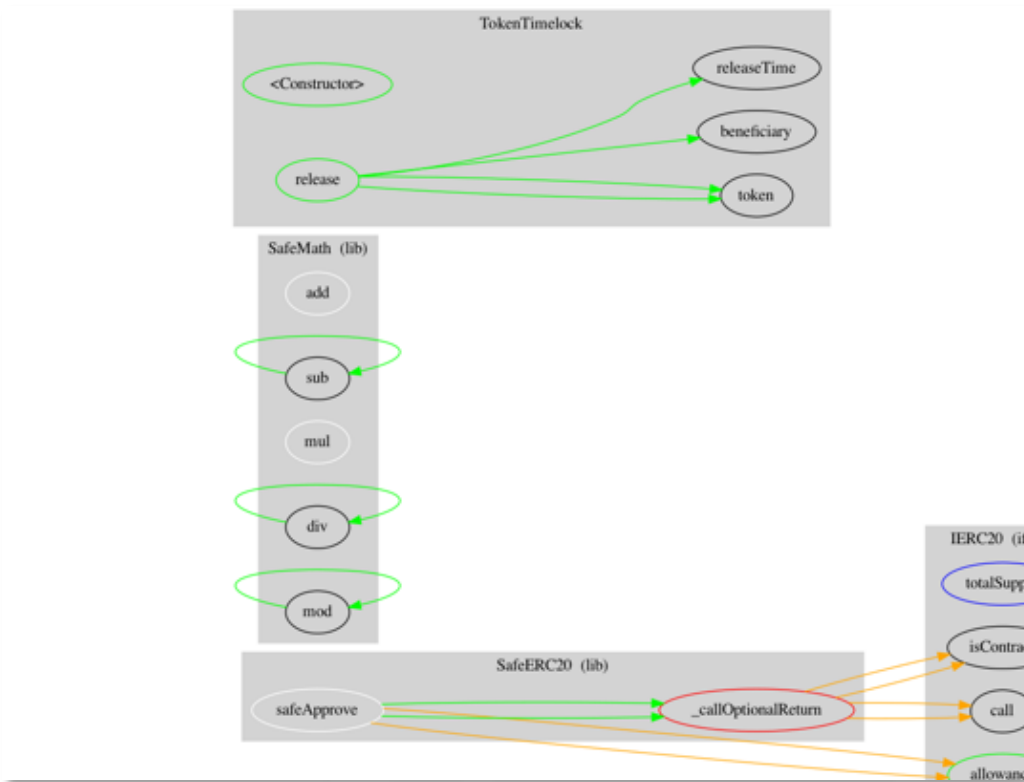 TokenTimelock
<Constructor>
releaseTime
beneficiary
release
token
SafeMath (lib)
add
sub
mul
div
mod
IERC20 (if
totalSupp
isContra
SafeERC20 (lib)
safeApprove
_callOptionalReturn
call
allowanc